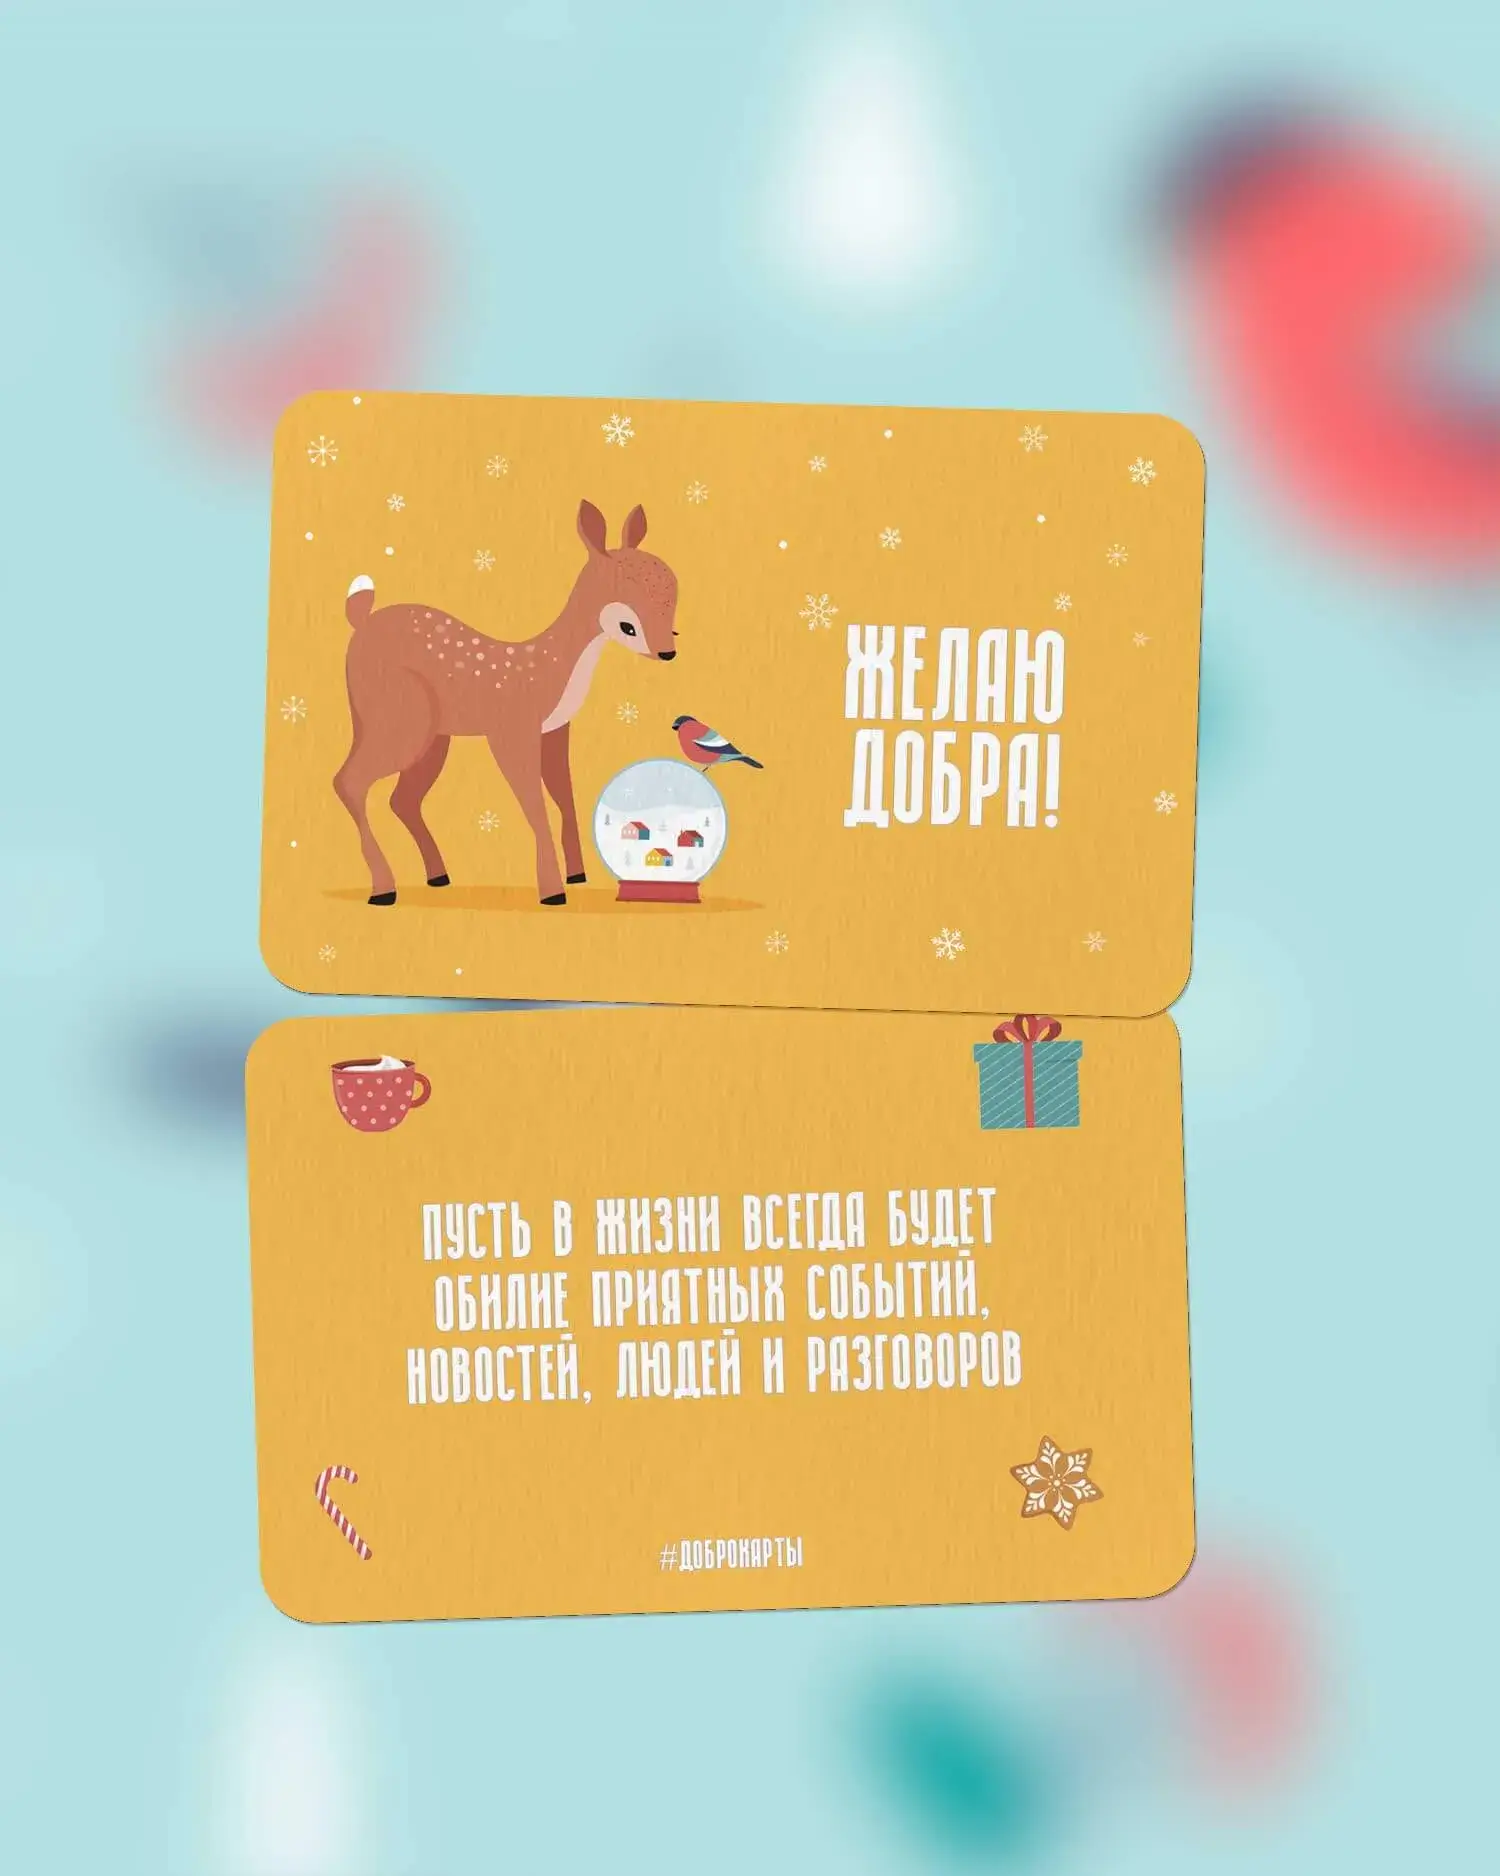 ЖЕЛАЮ
ДОБРА!
ПУСТЬ В ЖИЗНИ ВСЕГДА БУДЕТ
ОБИЛИЕ ПРИЯТНЫХ СОБЫТИЙ,
НОВОСТЕЙ, ЛЮДЕЙ И РАЗГОВОРОВ
#ДОБРОКАРТЫ